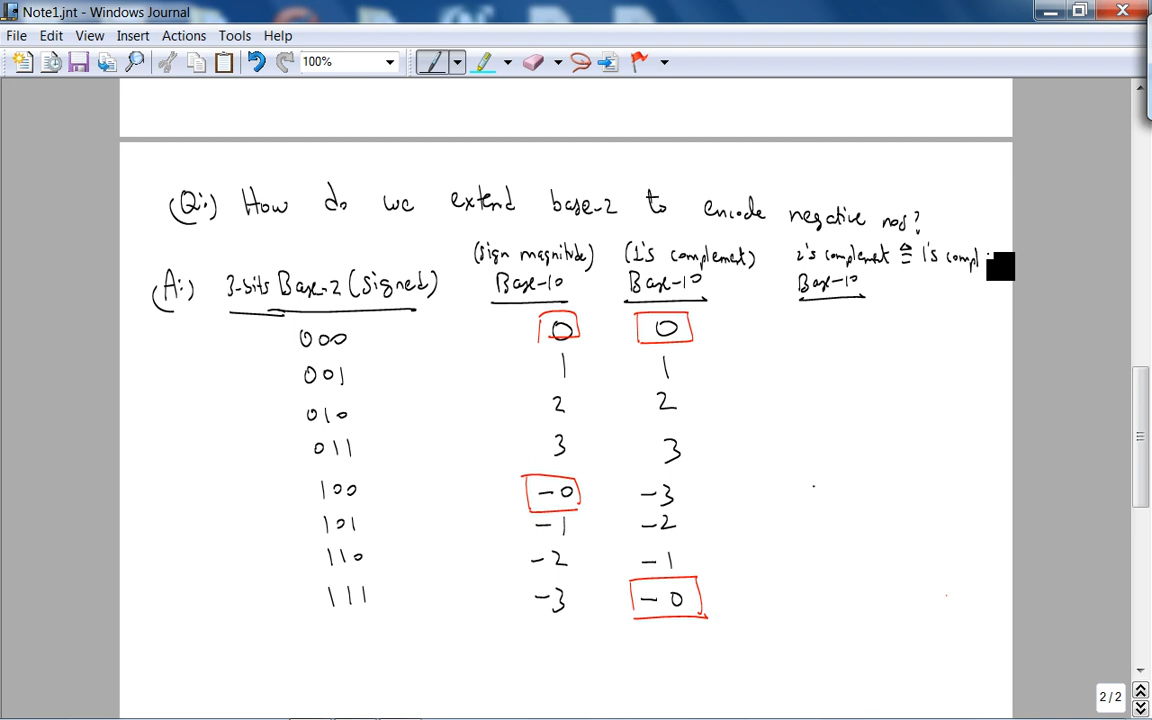 Note1.jnt - Windows Journal
File Edit View Insert Actions Tools Help
100%
(Q:) How do we extend base-2 to encode negative nos?
(sign magnitude) (1's complement) 2's complement ≙ 1's compl
(A:) 3-bits Base-2 (signed) Base-10 Base-10 Base-10
000 0 0
001 1 1
010 2 2
011 3 3
100 -0 -3
101 -1 -2
110 -2 -1
111 -3 -0
2/2